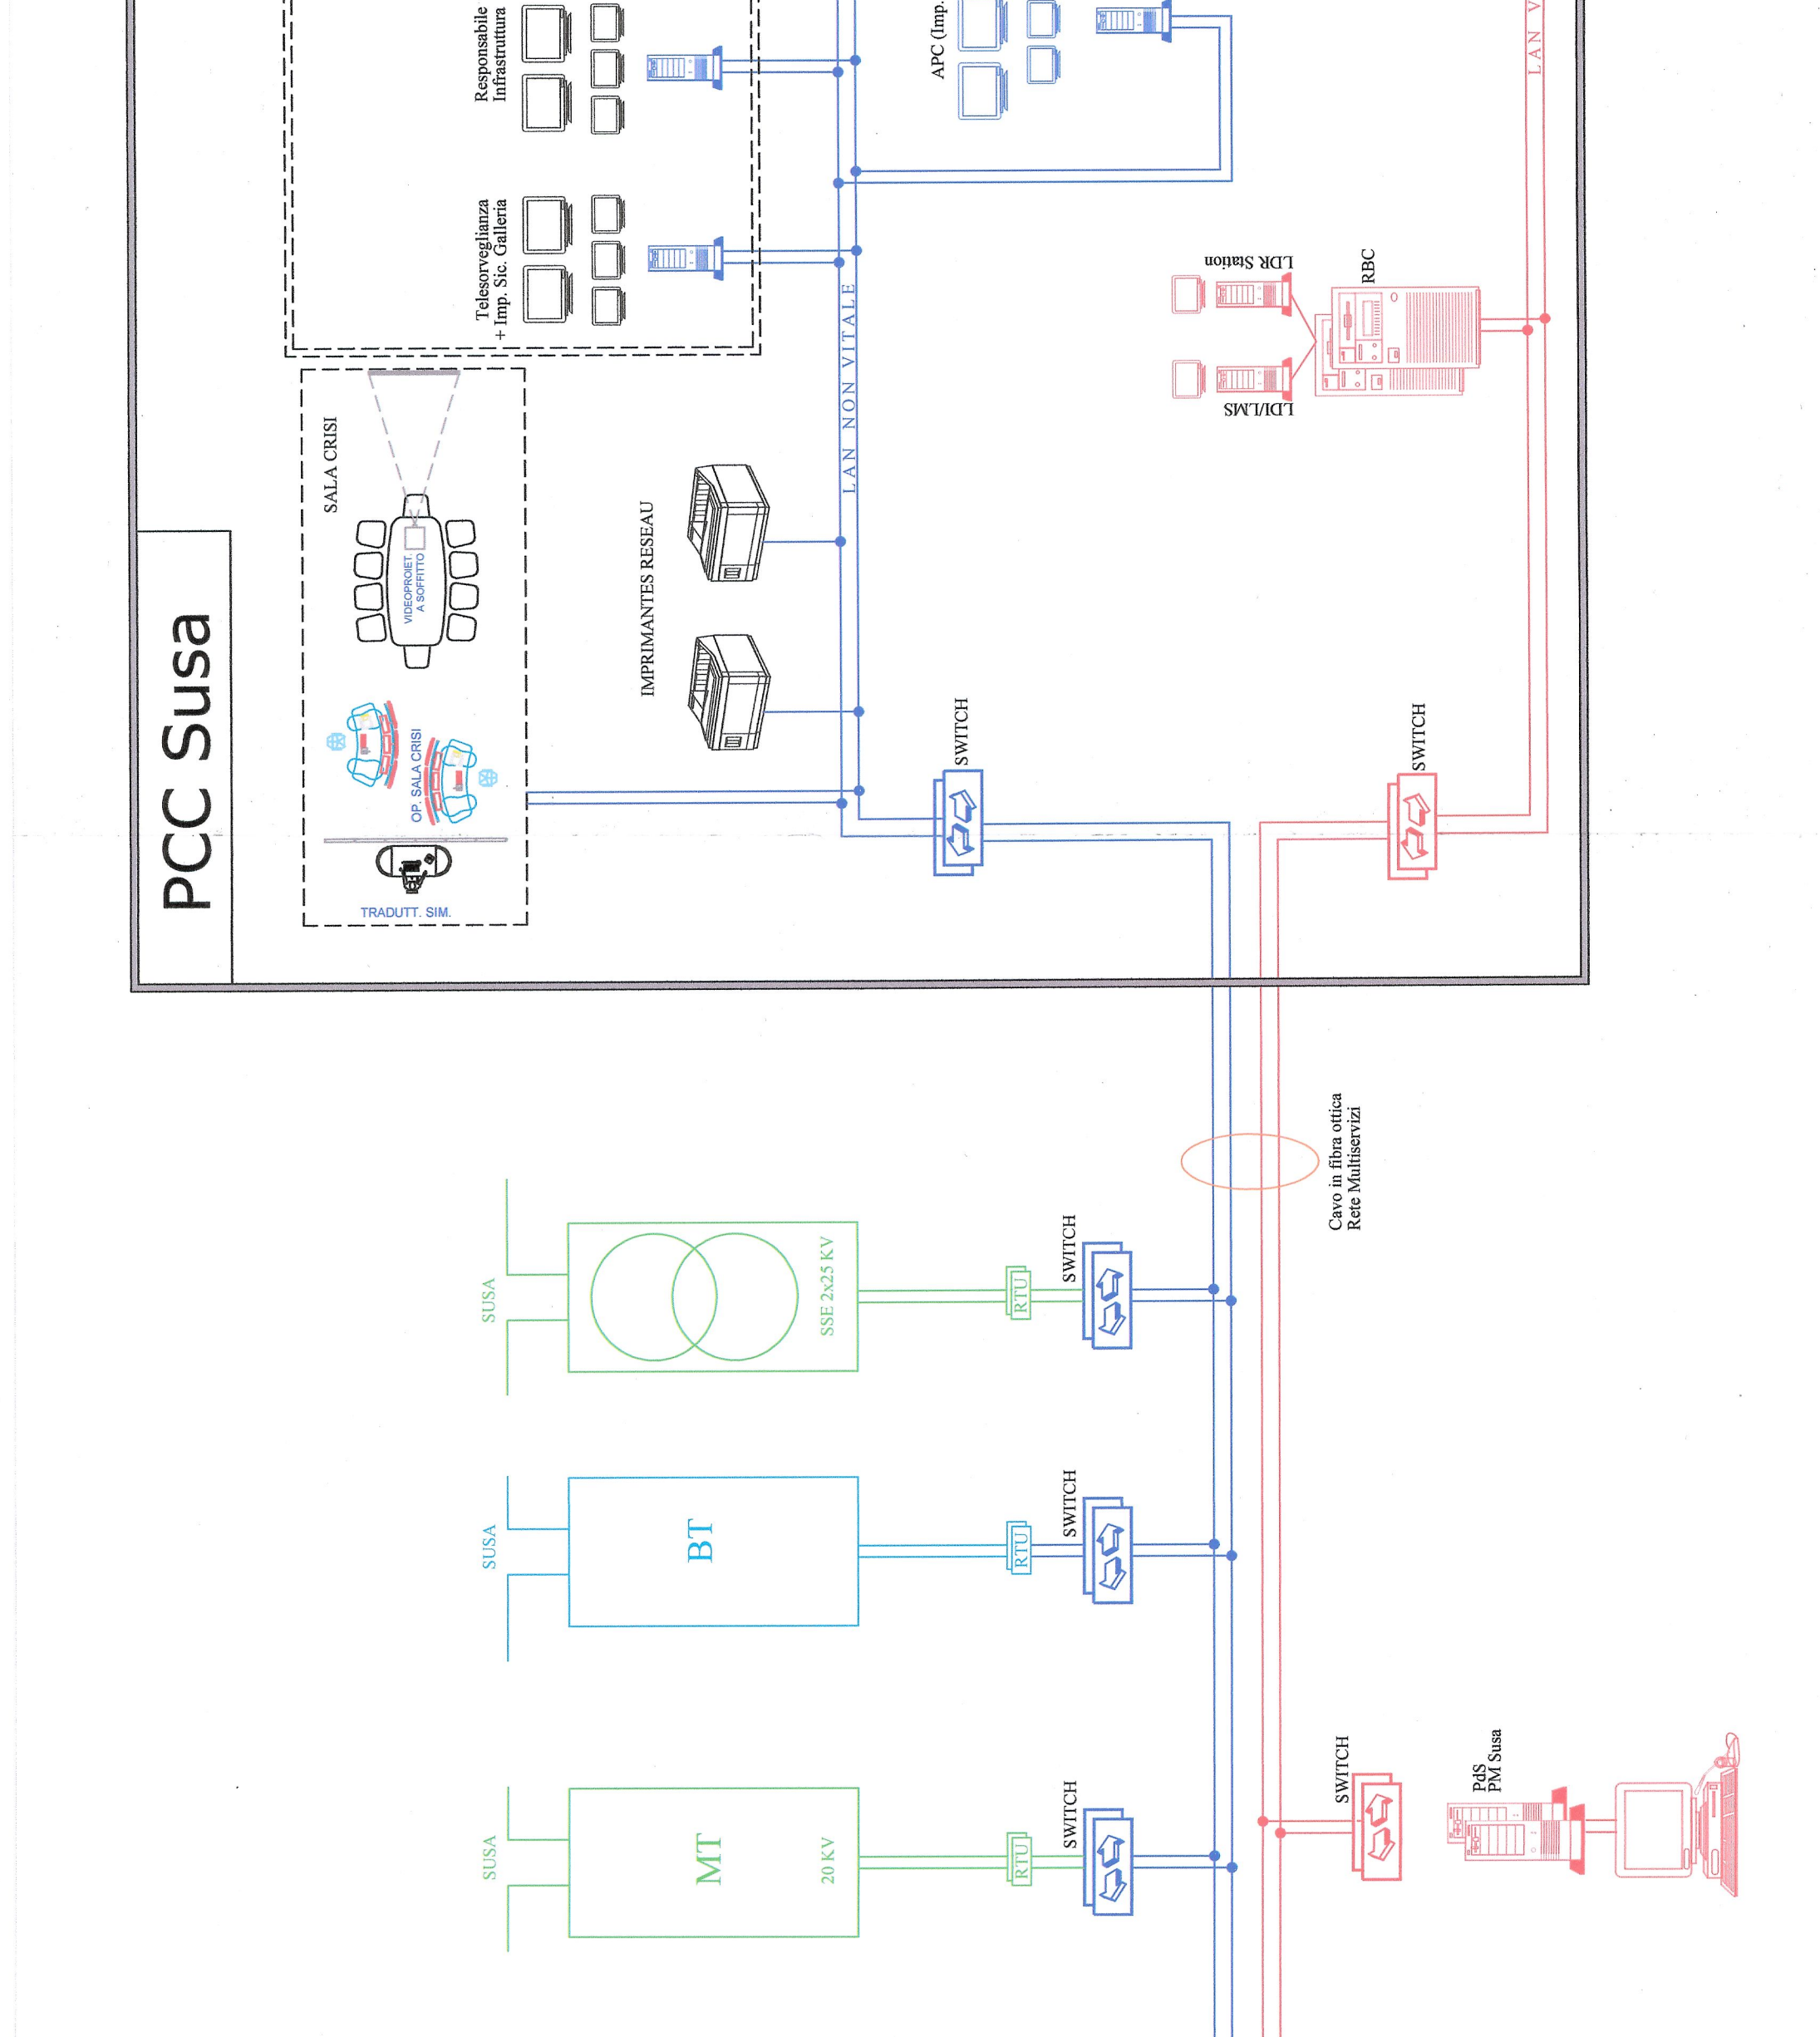 PCC Susa
SALA CRISI
VIDEOPROIET.
A SOFFITTO
OP. SALA CRISI
TRADUTT. SIM.
Responsabile
Infrastruttura
Telesorveglianza
+ Imp. Sic. Galleria
IMPRIMANTES RESEAU
LAN NON VITALE
APC (Imp.
LAN V
LDR Station
LDI/LMS
RBC
SWITCH
SWITCH
Cavo in fibra ottica
Rete Multiservizi
SUSA
SSE 2x25 KV
RTU
SWITCH
SUSA
BT
RTU
SWITCH
SUSA
MT
20 KV
RTU
SWITCH
SWITCH
PdS
PM Susa